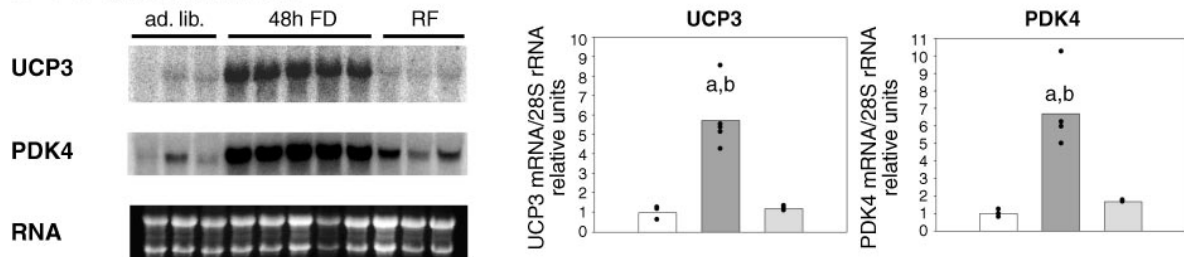 ad. lib. 48h FD RF
UCP3
PDK4
RNA
UCP3
UCP3 mRNA/28S rRNA
relative units
10
9
8
7
6
5
4
3
2
1
0
a,b
PDK4
PDK4 mRNA/28S rRNA
relative units
11
10
9
8
7
6
5
4
3
2
1
0
a,b